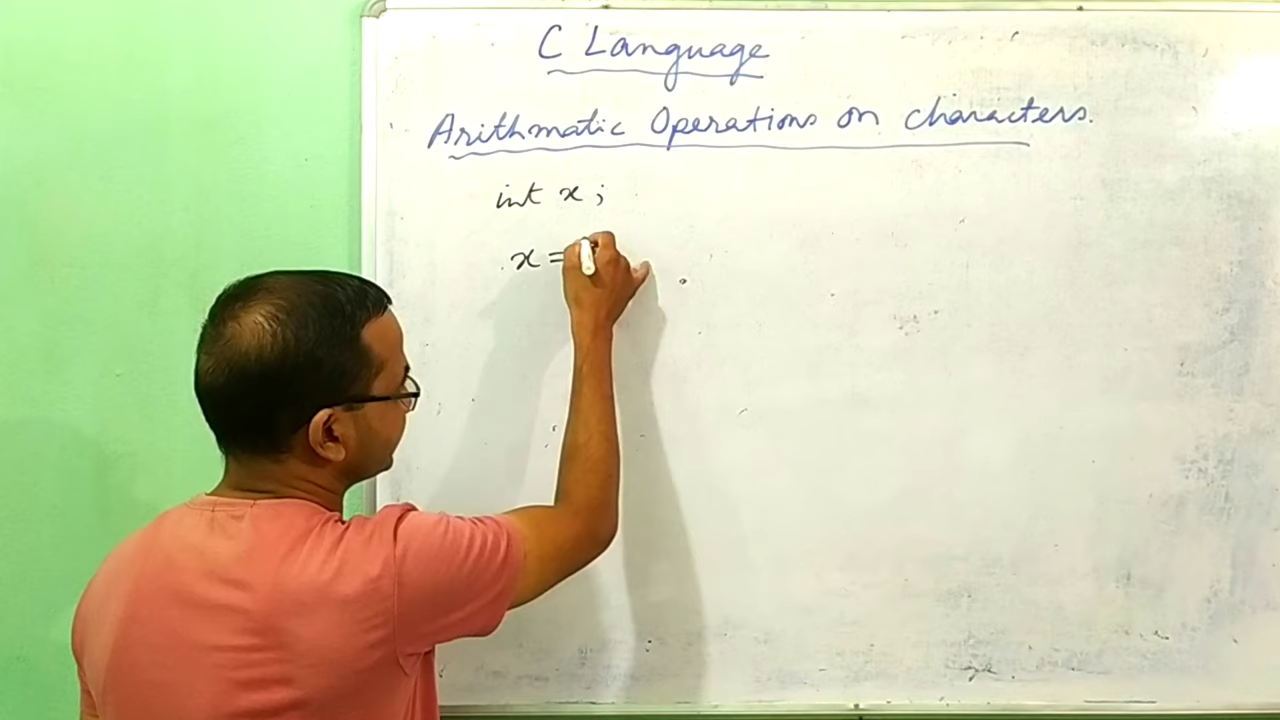 C Language
Arithmatic Operations on characters.
int x ;
x =